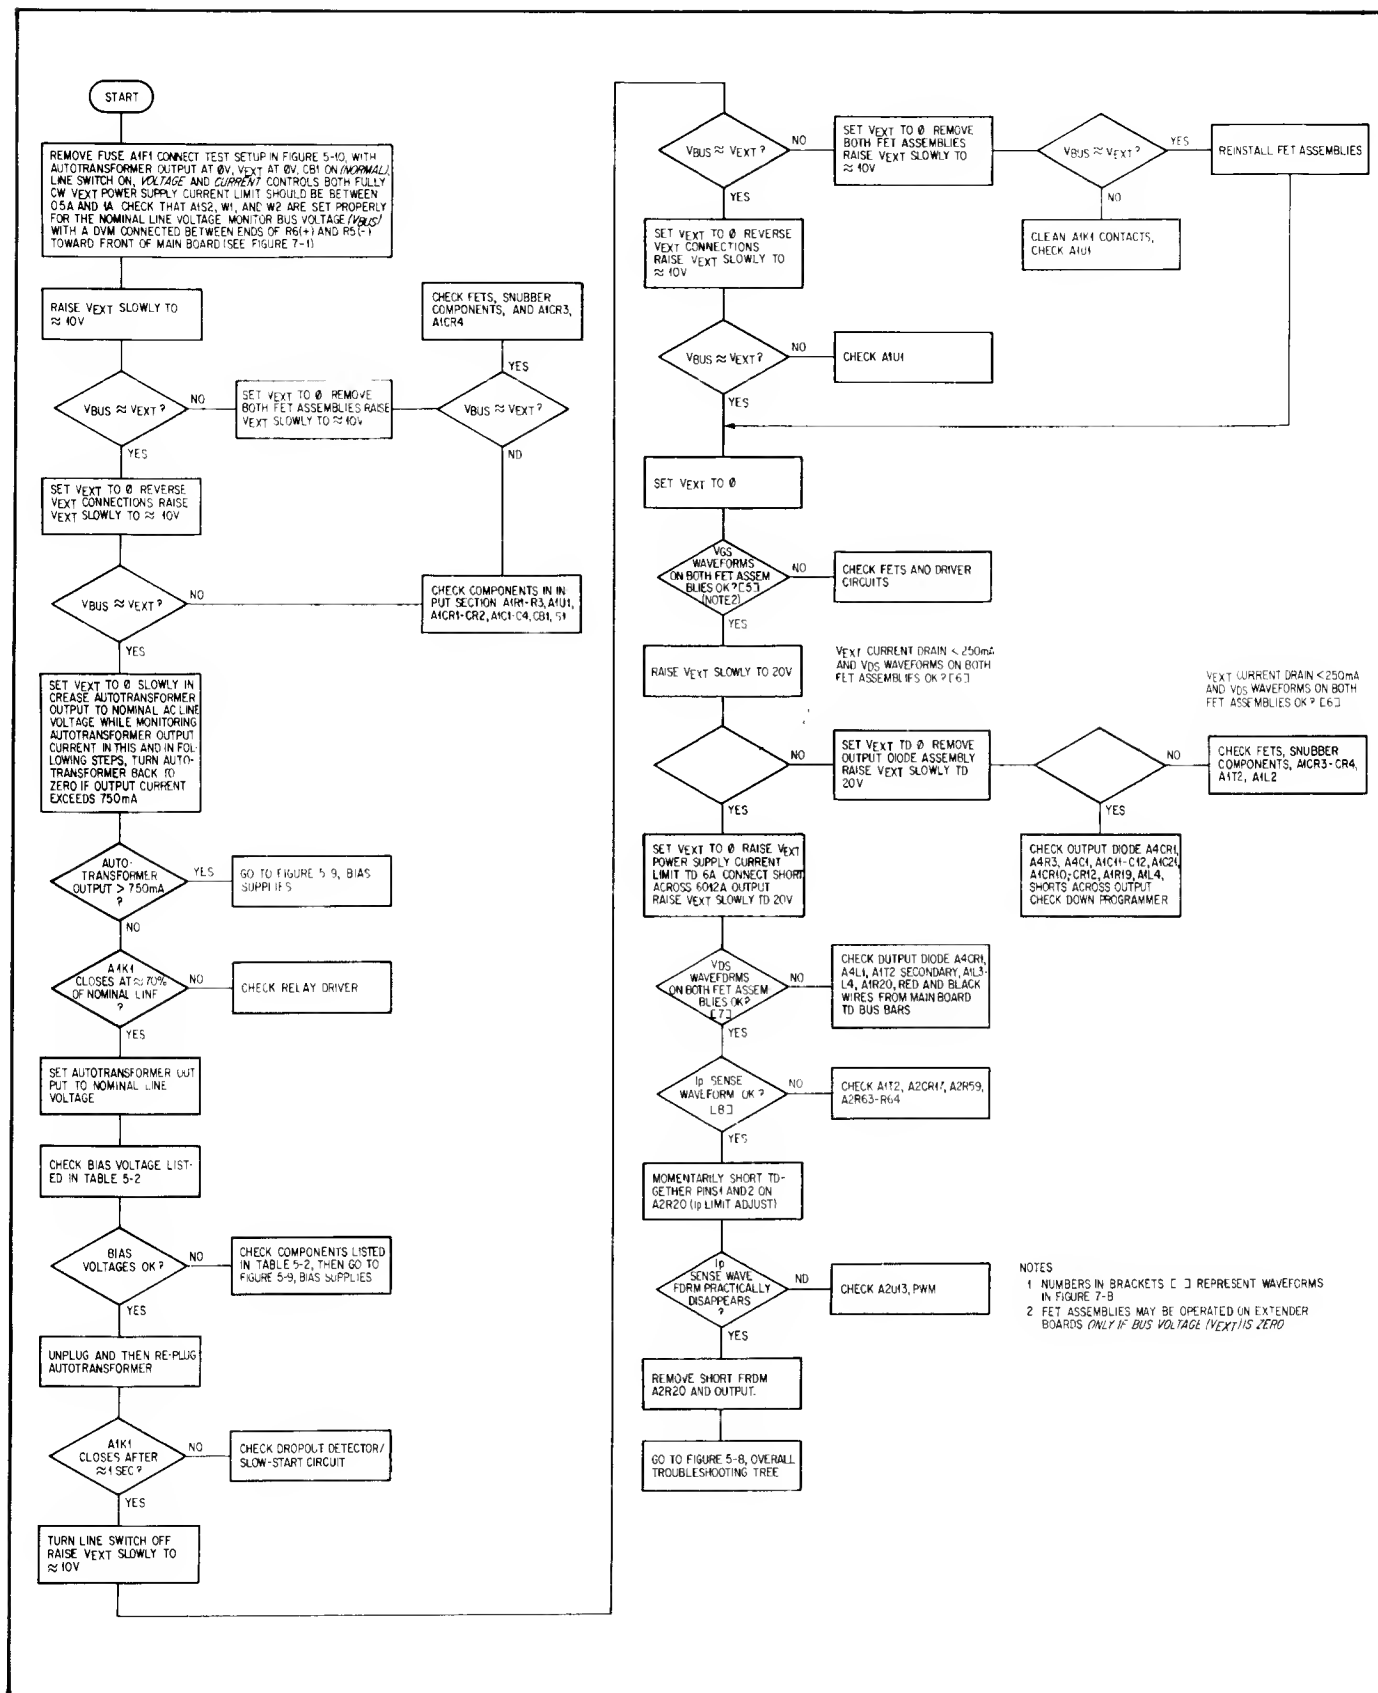 START
REMOVE FUSE A1F1 CONNECT TEST SETUP IN FIGURE 5-10, WITH
AUTOTRANSFORMER OUTPUT AT ØV, VEXT AT ØV, CB1 ON (NORMAL),
LINE SWITCH ON, VOLTAGE AND CURRENT CONTROLS BOTH FULLY
CW VEXT POWER SUPPLY CURRENT LIMIT SHOULD BE BETWEEN
0.5A AND 1A CHECK THAT A1S2, W1, AND W2 ARE SET PROPERLY
FOR THE NOMINAL LINE VOLTAGE MONITOR BUS VOLTAGE (VBUS)
WITH A DVM CONNECTED BETWEEN ENDS OF R6(+) AND R5(-)
TOWARD FRONT OF MAIN BOARD (SEE FIGURE 7-1)
RAISE VEXT SLOWLY TO
≈ 10V
CHECK FETS, SNUBBER
COMPONENTS, AND A1CR3,
A1CR4
YES
VBUS ≈ VEXT?
NO
SET VEXT TO Ø REMOVE
BOTH FET ASSEMBLIES RAISE
VEXT SLOWLY TO ≈ 10V
VBUS ≈ VEXT?
YES
ND
SET VEXT TO Ø REVERSE
VEXT CONNECTIONS RAISE
VEXT SLOWLY TO ≈ 10V
VBUS ≈ VEXT?
NO
CHECK COMPONENTS IN IN
PUT SECTION A1R1-R3, A1U1,
A1CR1-CR2, A1C1-C4, CB1, S1
YES
SET VEXT TO Ø SLOWLY IN
CREASE AUTOTRANSFORMER
OUTPUT TO NOMINAL AC LINE
VOLTAGE WHILE MONITORING
AUTOTRANSFORMER OUTPUT
CURRENT IN THIS AND IN FOL-
LOWING STEPS, TURN AUTO-
TRANSFORMER BACK TO
ZERO IF OUTPUT CURRENT
EXCEEDS 750mA
AUTO-
TRANSFORMER
OUTPUT > 750mA
?
YES
GO TO FIGURE 5 9, BIAS
SUPPLIES
NO
A1K1
CLOSES AT ≈ 70%
OF NOMINAL LINE
?
NO
CHECK RELAY DRIVER
YES
SET AUTOTRANSFORMER OUT
PUT TO NOMINAL LINE
VOLTAGE
CHECK BIAS VOLTAGE LIST-
ED IN TABLE 5-2
BIAS
VOLTAGES OK?
NO
CHECK COMPONENTS LISTED
IN TABLE 5-2, THEN GO TO
FIGURE 5-9, BIAS SUPPLIES
YES
UNPLUG AND THEN RE-PLUG
AUTOTRANSFORMER
A1K1
CLOSES AFTER
≈ 1 SEC?
NO
CHECK DROPOUT DETECTOR/
SLOW-START CIRCUIT
YES
TURN LINE SWITCH OFF
RAISE VEXT SLOWLY TO
≈ 10V
VBUS ≈ VEXT?
NO
SET VEXT TO Ø REMOVE
BOTH FET ASSEMBLIES
RAISE VEXT SLOWLY TO
≈ 10V
VBUS ≈ VEXT?
YES
REINSTALL FET ASSEMBLIES
NO
CLEAN A1K1 CONTACTS,
CHECK A1U1
YES
SET VEXT TO Ø REVERSE
VEXT CONNECTIONS
RAISE VEXT SLOWLY TO
≈ 10V
VBUS ≈ VEXT?
NO
CHECK A1U1
YES
SET VEXT TO Ø
VGS
WAVEFORMS
ON BOTH FET ASSEM
BLIES OK? [5]
(NOTE 2)
NO
CHECK FETS AND DRIVER
CIRCUITS
YES
RAISE VEXT SLOWLY TO 20V
VEXT CURRENT DRAIN < 250mA
AND VDS WAVEFORMS ON BOTH
FET ASSEMBLIES OK? [6]
NO
SET VEXT TD Ø REMOVE
OUTPUT DIODE ASSEMBLY
RAISE VEXT SLOWLY TD
20V
VEXT CURRENT DRAIN <250mA
AND VDS WAVEFORMS ON BOTH
FET ASSEMBLIES OK? [6]
NO
CHECK FETS, SNUBBER
COMPONENTS, A1CR3-CR4,
A1T2, A1L2
YES
CHECK OUTPUT DIODE A4CR1,
A4R3, A4C1, A1C11-C12, A1C21,
A1CR10,-CR12, A1R19, A1L4,
SHORTS ACROSS OUTPUT
CHECK DOWN PROGRAMMER
YES
SET VEXT TO Ø RAISE VEXT
POWER SUPPLY CURRENT
LIMIT TD 6A CONNECT SHORT
ACROSS 6012A OUTPUT
RAISE VEXT SLOWLY TD 20V
VDS
WAVEFDRMS
ON BOTH FET ASSEM
BLIES OK?
[7]
NO
CHECK DUTPUT DIODE A4CR1,
A4L1, A1T2 SECONDARY, A1L3-
L4, A1R20, RED AND BLACK
WIRES FROM MAIN BOARD
TD BUS BARS
YES
Ip SENSE
WAVEFORM OK?
[8]
NO
CHECK A1T2, A2CR17, A2R59,
A2R63-R64
YES
MOMENTARILY SHORT TD-
GETHER PINS 1 AND 2 ON
A2R20 (Ip LIMIT ADJUST)
Ip
SENSE WAVE
FDRM PRACTICALLY
DISAPPEARS
?
ND
CHECK A2U13, PWM
YES
REMOVE SHORT FRDM
A2R20 AND OUTPUT.
GO TO FIGURE 5-8, OVERALL
TROUBLESHOOTING TREE
NOTES
1 NUMBERS IN BRACKETS [ ] REPRESENT WAVEFORMS
IN FIGURE 7-B
2 FET ASSEMBLIES MAY BE OPERATED ON EXTENDER
BOARDS ONLY IF BUS VOLTAGE (VEXT) IS ZERO